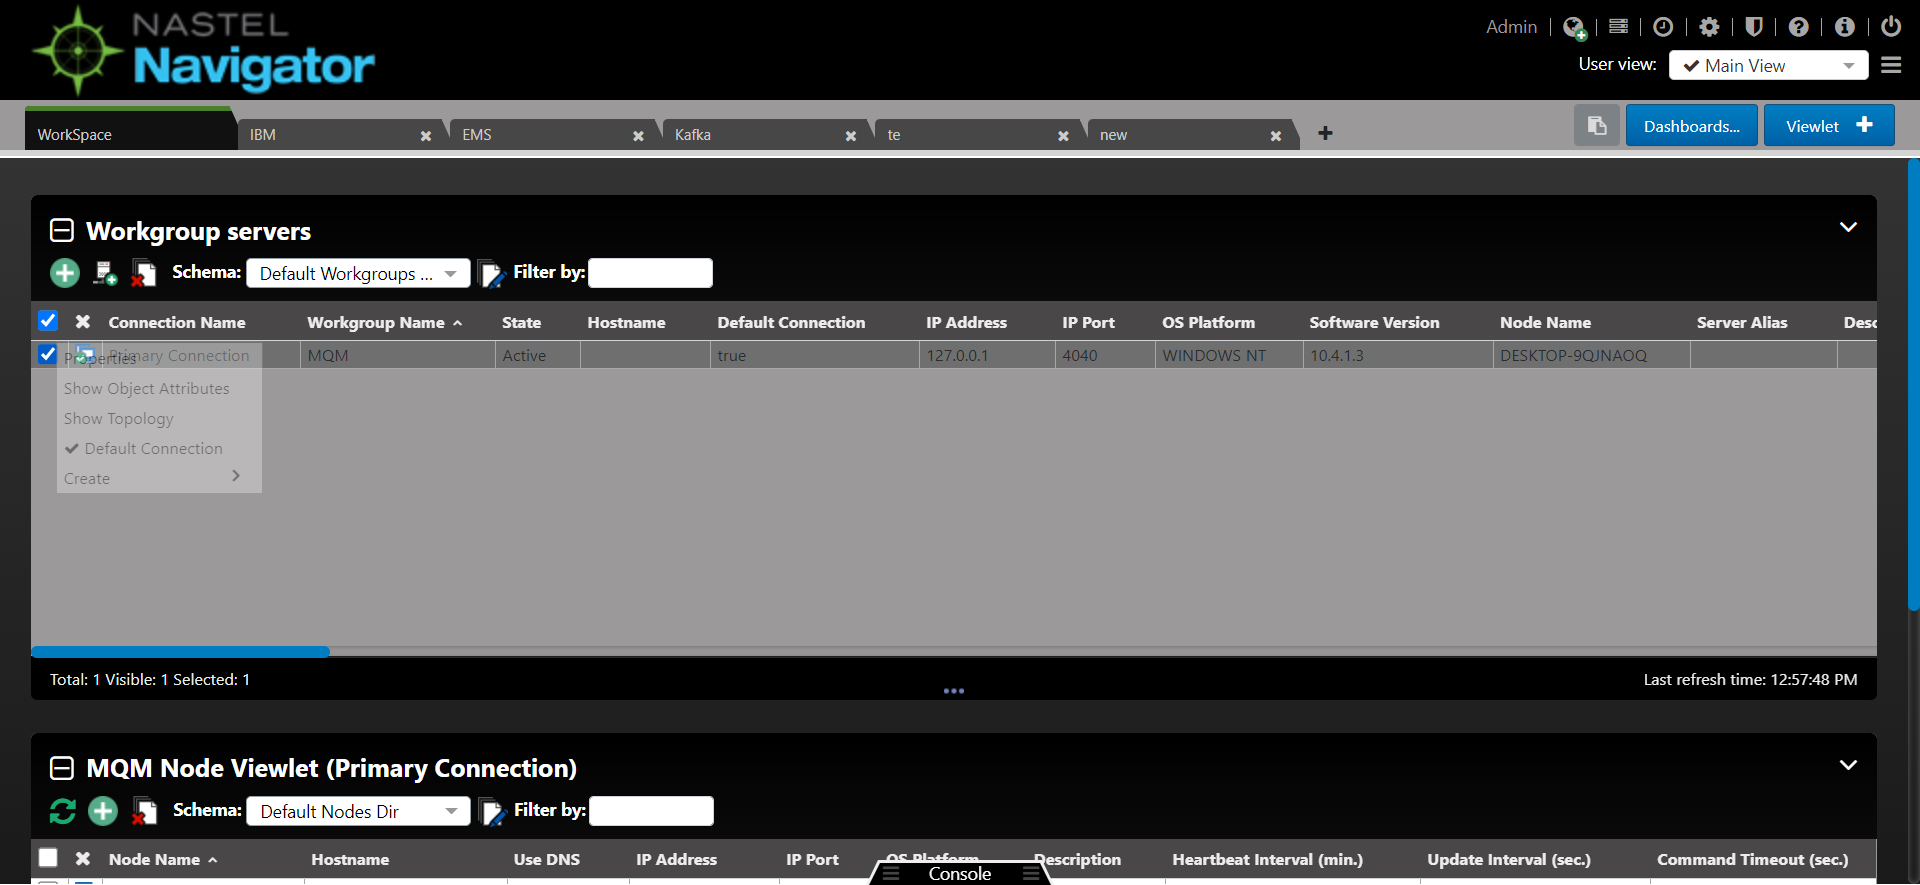 NASTEL
Navigator
Admin
User view:
Main View
WorkSpace
IBM
EMS
Kafka
te
new
Dashboards...
Viewlet
Workgroup servers
Schema: Default Workgroups ... Filter by:
Connection Name Workgroup Name State Hostname Default Connection IP Address IP Port OS Platform Software Version Node Name Server Alias Desc
Primary Connection MQM Active true 127.0.0.1 4040 WINDOWS NT 10.4.1.3 DESKTOP-9QJNAOQ
Properties
Show Object Attributes
Show Topology
Default Connection
Create
Total: 1 Visible: 1 Selected: 1
Last refresh time: 12:57:48 PM
MQM Node Viewlet (Primary Connection)
Schema: Default Nodes Dir Filter by:
Node Name Hostname Use DNS IP Address IP Port OS Platform Description Heartbeat Interval (min.) Update Interval (sec.) Command Timeout (sec.)
Console